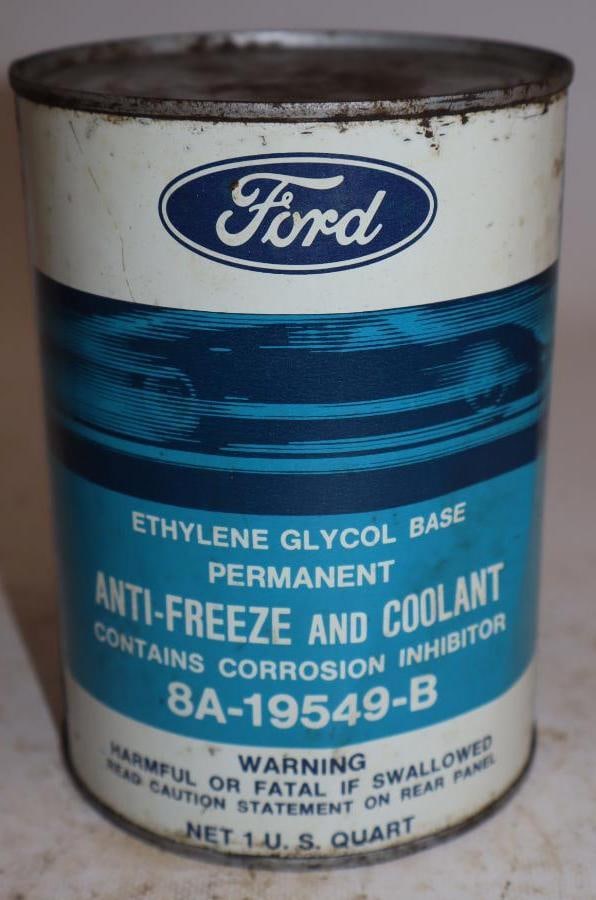 Ford
ETHYLENE GLYCOL BASE
PERMANENT
ANTI-FREEZE AND COOLANT
CONTAINS CORROSION INHIBITOR
8A-19549-B
WARNING
HARMFUL OR FATAL IF SWALLOWED
READ CAUTION STATEMENT ON REAR PANEL
NET 1 U. S. QUART